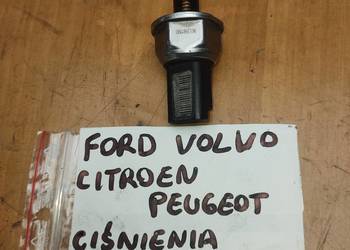 FORD VOLVO
CITROEN
PEUGEOT
CIŚNIENIA